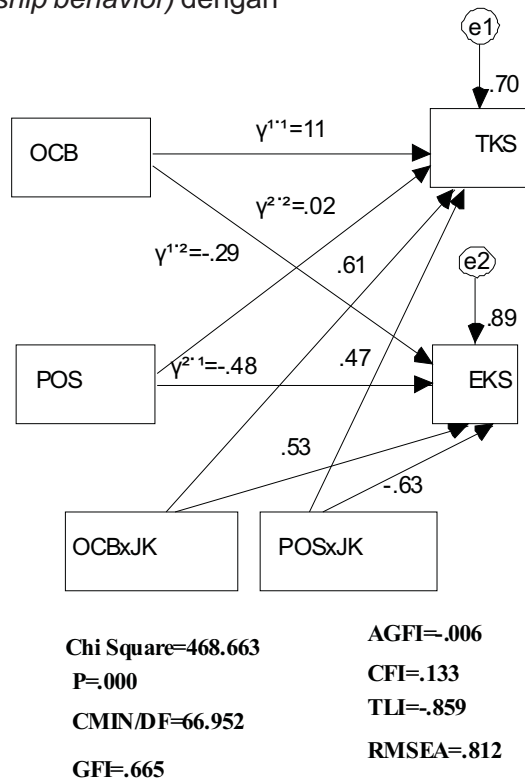 ship behavior) dengan
e1
.70
OCB
TKS
γ¹·¹=11
γ²·²=.02
γ¹·²=-.29
.61
e2
.89
POS
γ²·¹=-.48
.47
EKS
.53
-.63
OCBxJK
POSxJK
Chi Square=468.663
P=.000
CMIN/DF=66.952
GFI=.665
AGFI=-.006
CFI=.133
TLI=-.859
RMSEA=.812